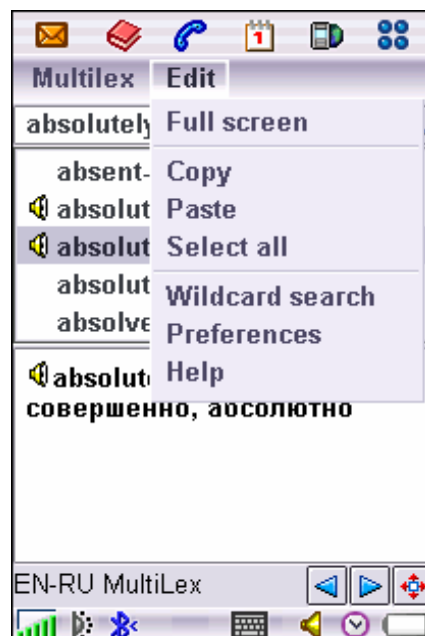 1
Multilex Edit
absolutely
Full screen
absent-
Copy
absolut
Paste
absolut
Select all
absolut
Wildcard search
absolve
Preferences
Help
absolut
совершенно, абсолютно
EN-RU MultiLex